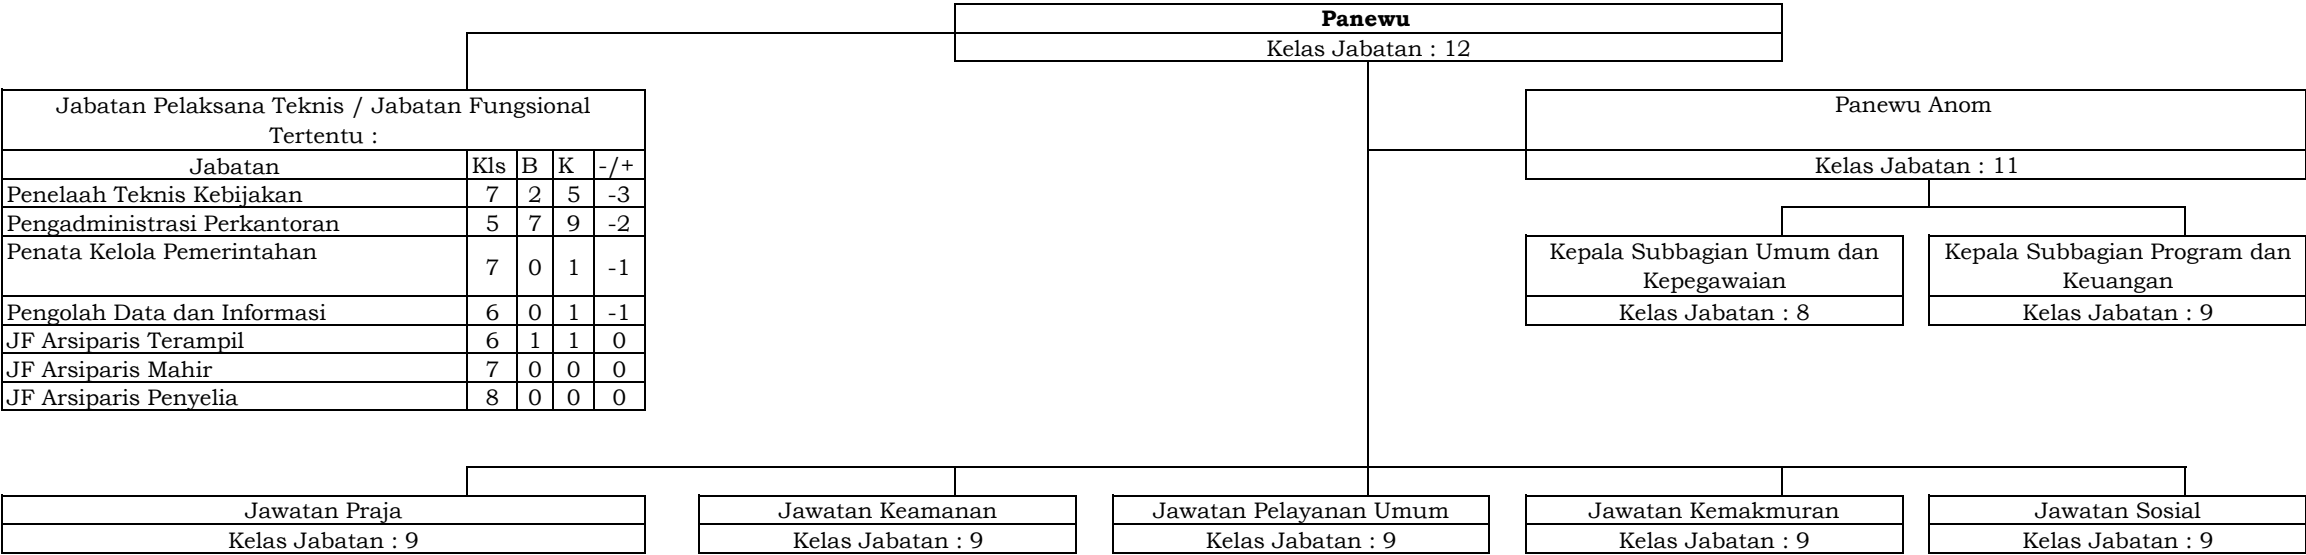 Panewu
Kelas Jabatan : 12
Jabatan Pelaksana Teknis / Jabatan Fungsional
Tertentu :
Jabatan Kls B K -/+
Penelaah Teknis Kebijakan 7 2 5 -3
Pengadministrasi Perkantoran 5 7 9 -2
Penata Kelola Pemerintahan 7 0 1 -1
Pengolah Data dan Informasi 6 0 1 -1
JF Arsiparis Terampil 6 1 1 0
JF Arsiparis Mahir 7 0 0 0
JF Arsiparis Penyelia 8 0 0 0
Panewu Anom
Kelas Jabatan : 11
Kepala Subbagian Umum dan
Kepegawaian
Kelas Jabatan : 8
Kepala Subbagian Program dan
Keuangan
Kelas Jabatan : 9
Jawatan Praja
Kelas Jabatan : 9
Jawatan Keamanan
Kelas Jabatan : 9
Jawatan Pelayanan Umum
Kelas Jabatan : 9
Jawatan Kemakmuran
Kelas Jabatan : 9
Jawatan Sosial
Kelas Jabatan : 9